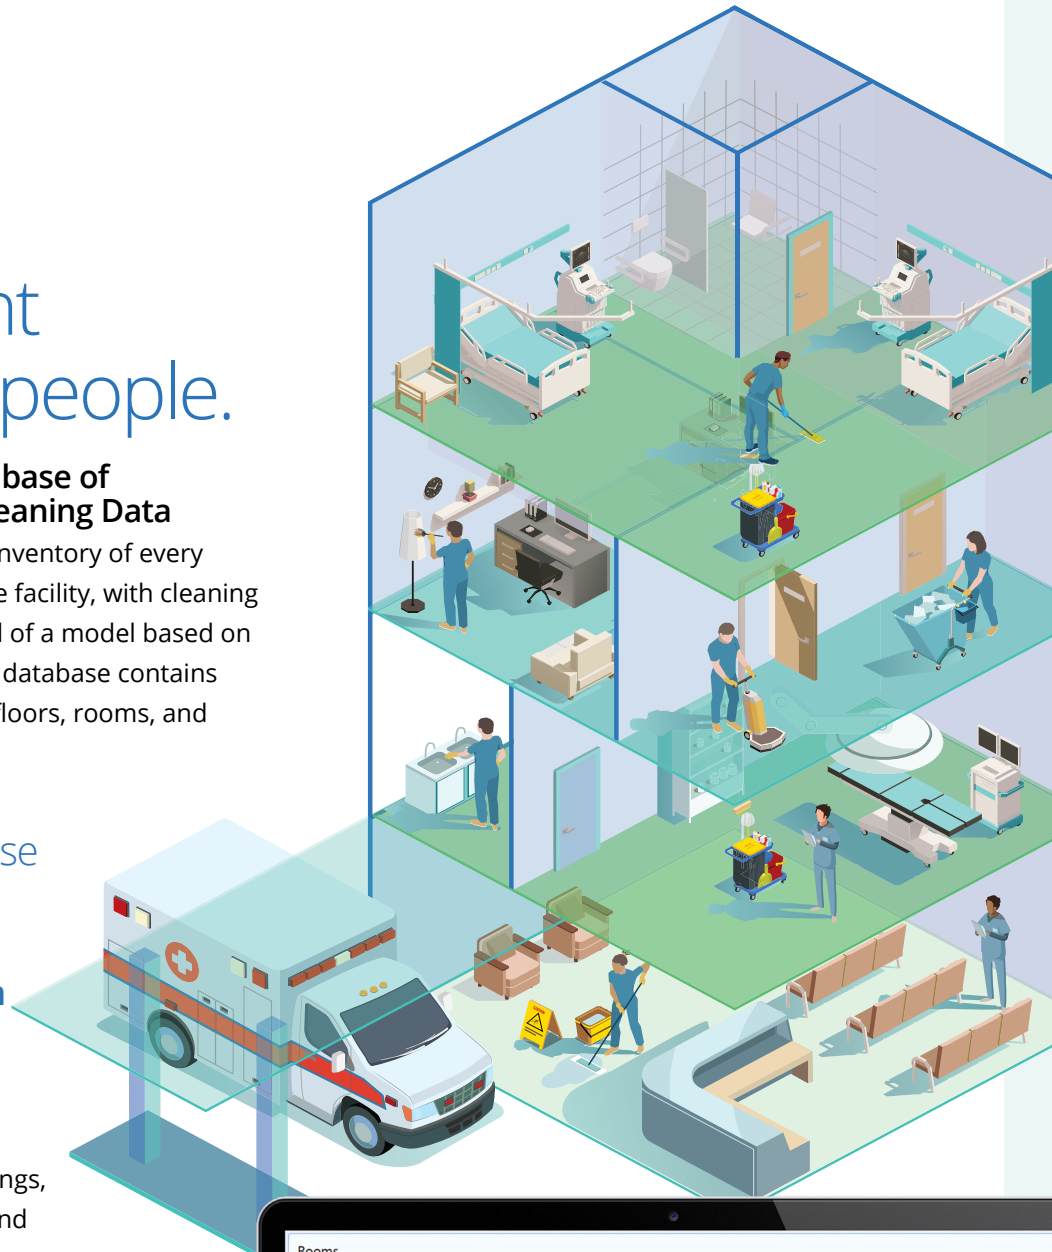 nt
people.
base of
eaning Data
nventory of every
e facility, with cleaning
l of a model based on
database contains
floors, rooms, and
se
n
ngs,
nd
Rooms